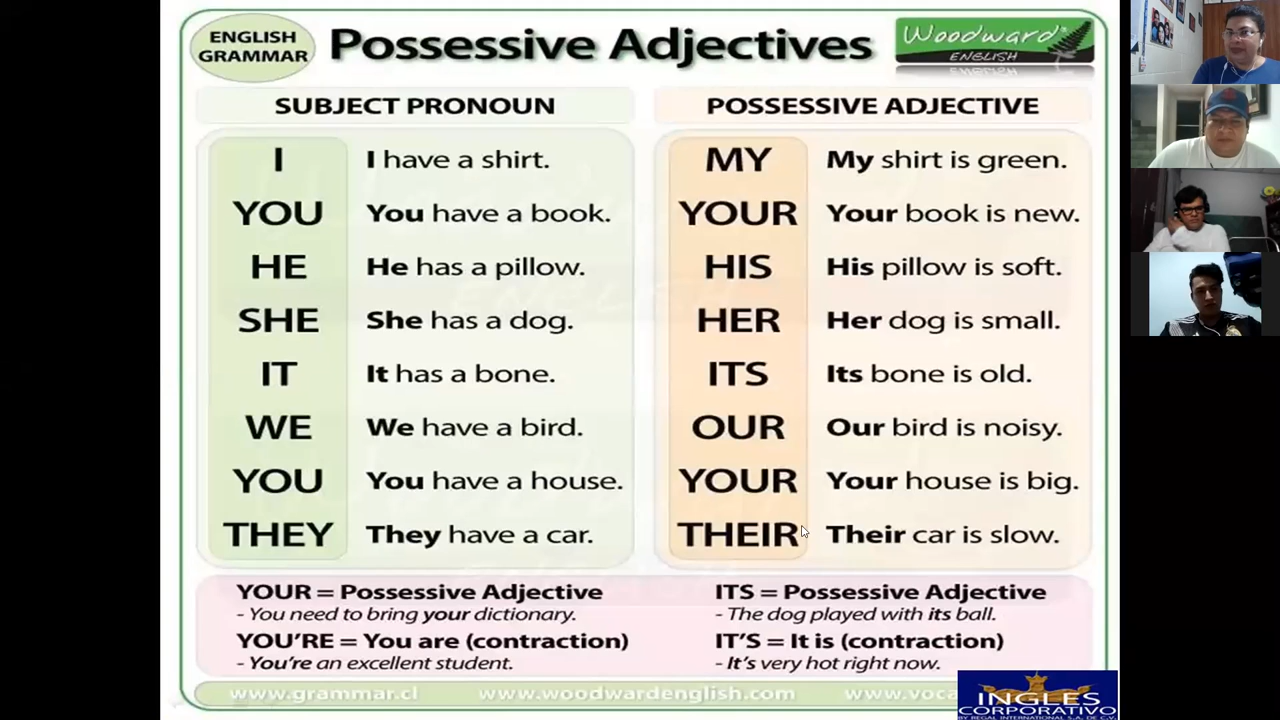 ENGLISH
GRAMMAR
Possessive Adjectives
Woodward®
ENGLISH
SUBJECT PRONOUN
POSSESSIVE ADJECTIVE
I I have a shirt. MY My shirt is green.
YOU You have a book. YOUR Your book is new.
HE He has a pillow. HIS His pillow is soft.
SHE She has a dog. HER Her dog is small.
IT It has a bone. ITS Its bone is old.
WE We have a bird. OUR Our bird is noisy.
YOU You have a house. YOUR Your house is big.
THEY They have a car. THEIR Their car is slow.
YOUR = Possessive Adjective
- You need to bring your dictionary.
YOU'RE = You are (contraction)
- You're an excellent student.
ITS = Possessive Adjective
- The dog played with its ball.
IT'S = It is (contraction)
- It's very hot right now.
www.grammar.cl www.woodwardenglish.com www.voca
INGLES
CORPORATIVO
BY REGAL INTERNATIONAL S.A. DE C.V.